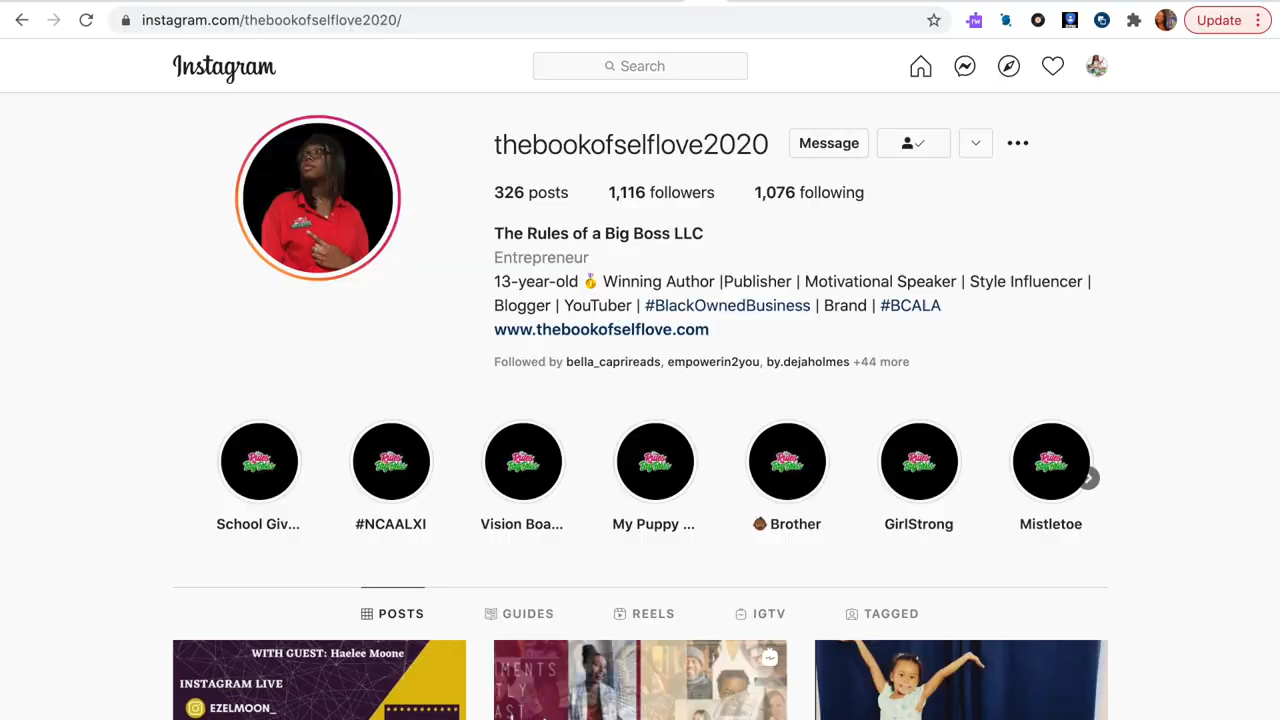 instagram.com/thebookofselflove2020/
Update
Instagram
Search
thebookofselflove2020
Message
326 posts
1,116 followers
1,076 following
The Rules of a Big Boss LLC
Entrepreneur
13-year-old 🥇 Winning Author |Publisher | Motivational Speaker | Style Influencer |
Blogger | YouTuber | #BlackOwnedBusiness | Brand | #BCALA
www.thebookofselflove.com
Followed by bella_caprireads, empowerin2you, by.dejaholmes +44 more
School Giv...
#NCAALXI
Vision Boa...
My Puppy ...
Brother
GirlStrong
Mistletoe
POSTS
GUIDES
REELS
IGTV
TAGGED
WITH GUEST: Haelee Moone
INSTAGRAM LIVE
EZELMOON_